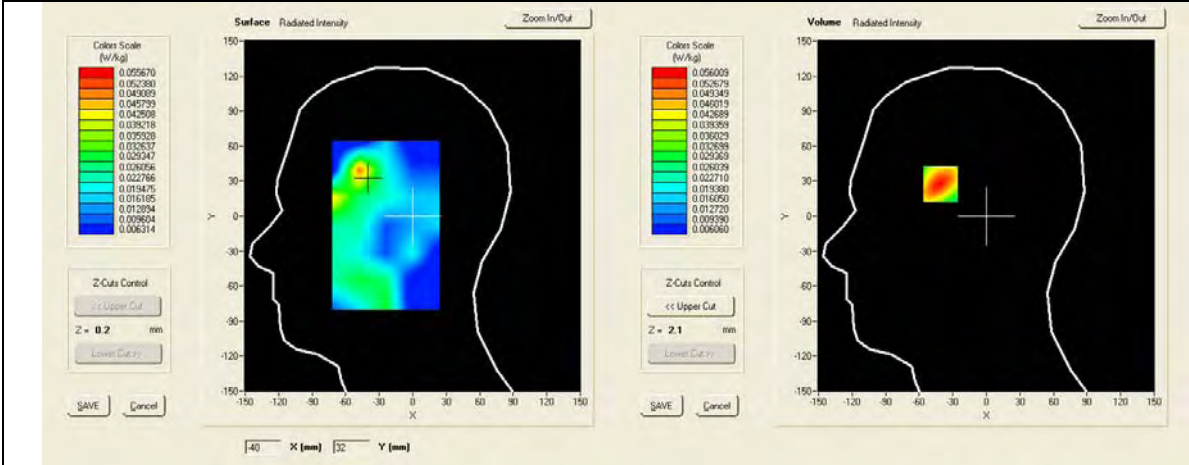 Surface Radiated Intensity
Zoom In/Out
Colors Scale
(W/kg)
0.055670
0.052380
0.049089
0.045799
0.042508
0.039218
0.035928
0.032637
0.029347
0.026056
0.022766
0.019475
0.016185
0.012894
0.009604
0.006314
150
120
90
60
30
0
-30
-60
-90
-120
-150
Y
-150 -120 -90 -60 -30 0 30 60 90 120 150
X
Z-Cuts Control
<< Upper Cut
Z = 0.2 mm
Lower Cut >>
SAVE Cancel
-40 X (mm) 32 Y (mm)
Volume Radiated Intensity
Zoom In/Out
Colors Scale
(W/kg)
0.056009
0.052679
0.049349
0.046019
0.042689
0.039359
0.036029
0.032699
0.029369
0.026039
0.022710
0.019380
0.016050
0.012720
0.009390
0.006060
150
120
90
60
30
0
-30
-60
-90
-120
-150
Y
-150 -120 -90 -60 -30 0 30 60 90 120 150
X
Z-Cuts Control
<< Upper Cut
Z = 2.1 mm
Lower Cut >>
SAVE Cancel